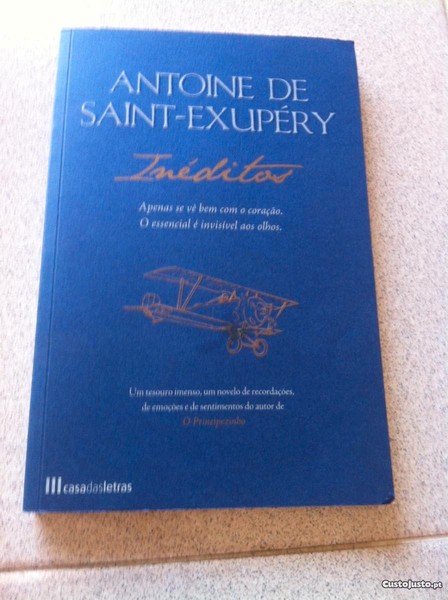 ANTOINE DE
SAINT-EXUPÉRY
Inéditos
Apenas se vê bem com o coração.
O essencial é invisível aos olhos.
Um tesouro imenso, um novelo de recordações,
de emoções e de sentimentos do autor de
O Principezinho
casadasletras
CustoJusto.pt